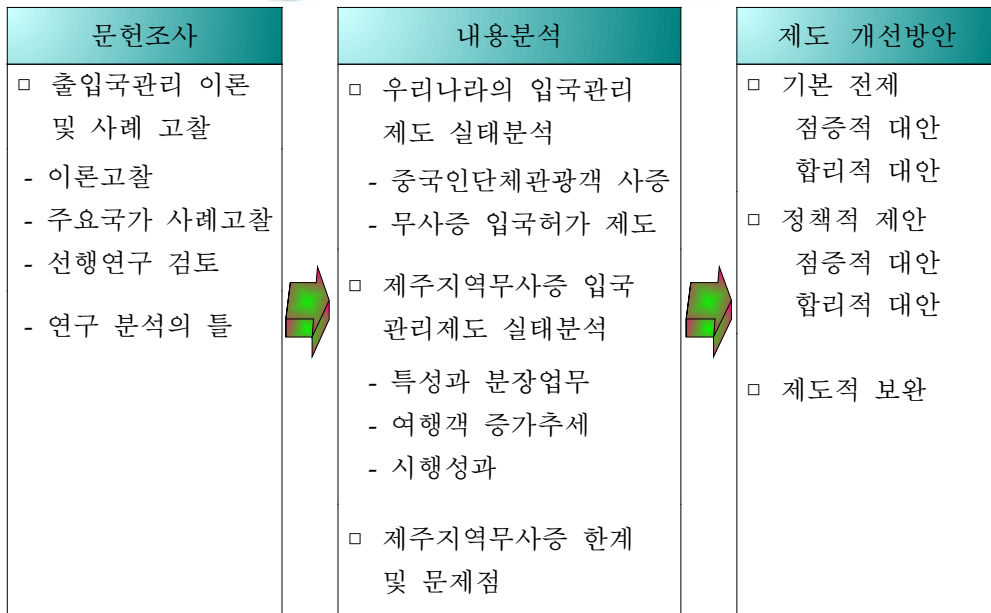 문헌조사
□ 출입국관리 이론
및 사례 고찰
- 이론고찰
- 주요국가 사례고찰
- 선행연구 검토
- 연구 분석의 틀
내용분석
□ 우리나라의 입국관리
제도 실태분석
- 중국인단체관광객 사증
- 무사증 입국허가 제도
□ 제주지역무사증 입국
관리제도 실태분석
- 특성과 분장업무
- 여행객 증가추세
- 시행성과
□ 제주지역무사증 한계
및 문제점
제도 개선방안
□ 기본 전제
점증적 대안
합리적 대안
□ 정책적 제안
점증적 대안
합리적 대안
□ 제도적 보완